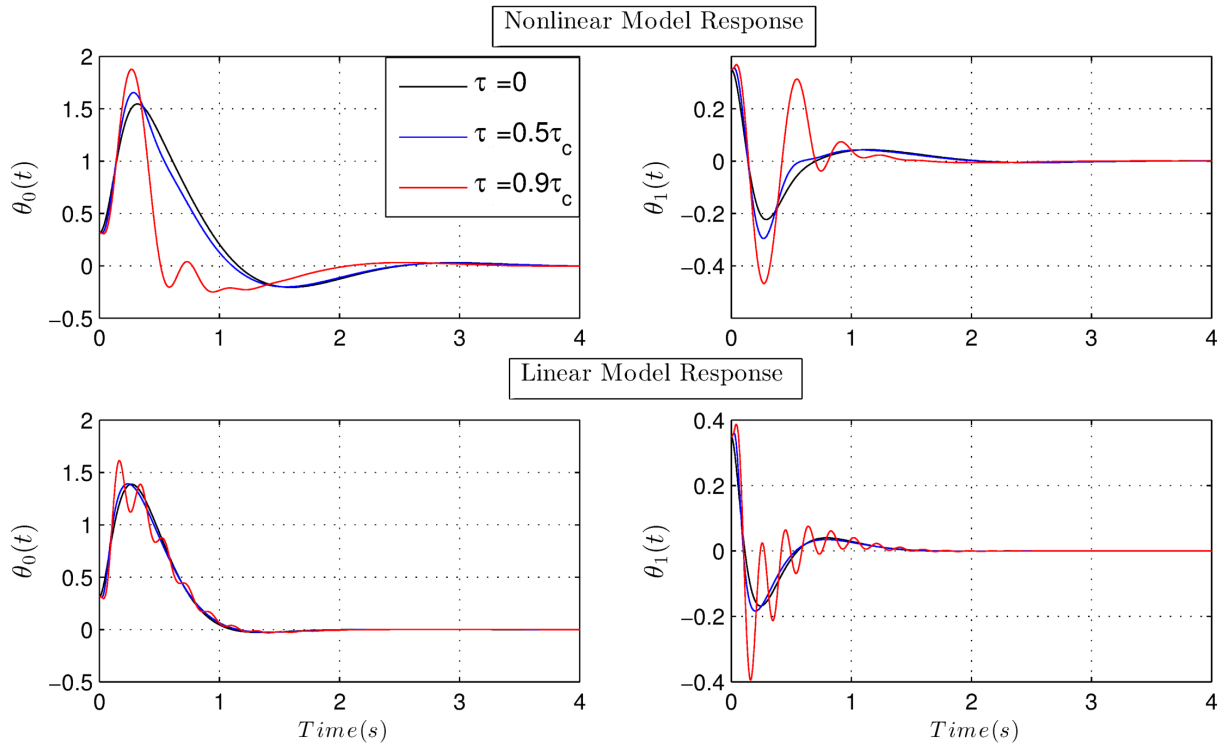 Nonlinear Model Response
2
1.5
1
0.5
0
−0.5
θ0(t)
0 1 2 3 4
τ =0
τ =0.5τc
τ =0.9τc
0.2
0
−0.2
−0.4
θ1(t)
0 1 2 3 4
Linear Model Response
2
1.5
1
0.5
0
−0.5
θ0(t)
0 1 2 3 4
Time(s)
0.4
0.2
0
−0.2
−0.4
θ1(t)
0 1 2 3 4
Time(s)